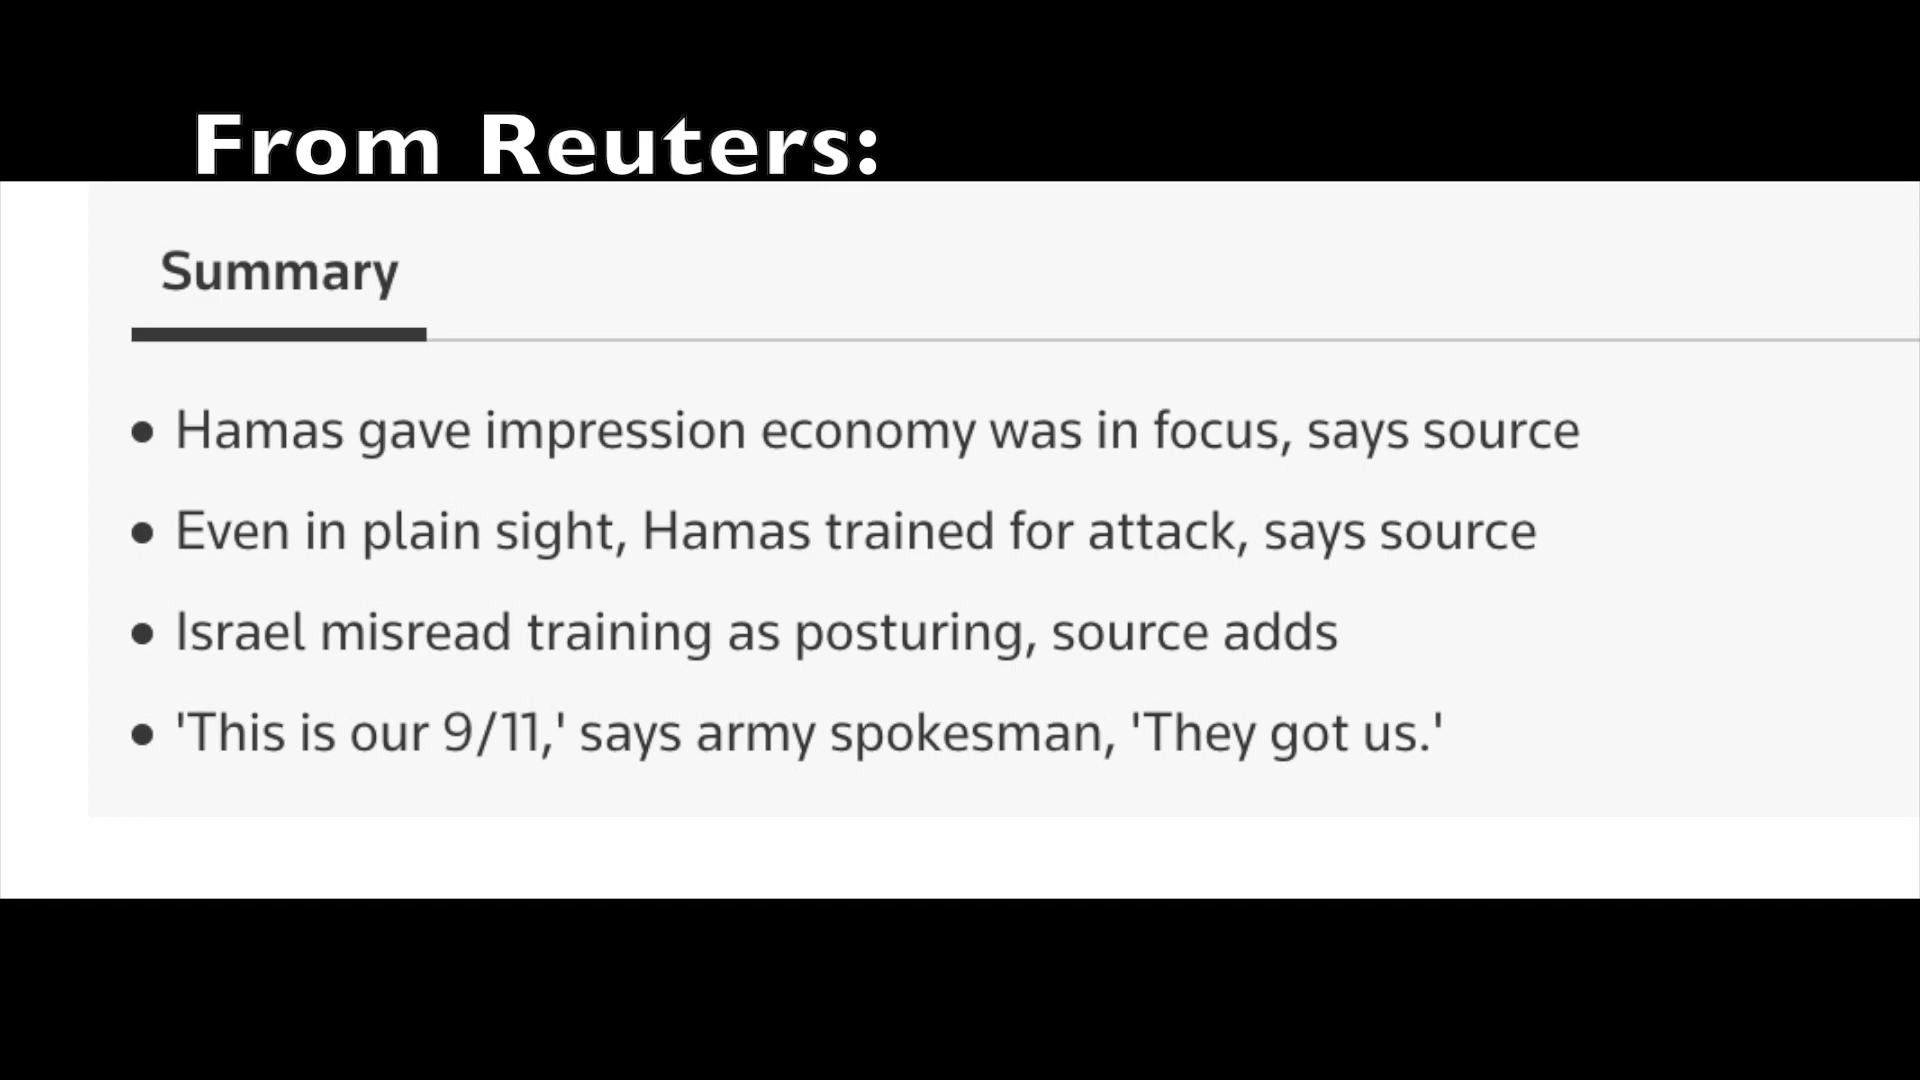 From Reuters:
Summary
• Hamas gave impression economy was in focus, says source
• Even in plain sight, Hamas trained for attack, says source
• Israel misread training as posturing, source adds
• 'This is our 9/11,' says army spokesman, 'They got us.'